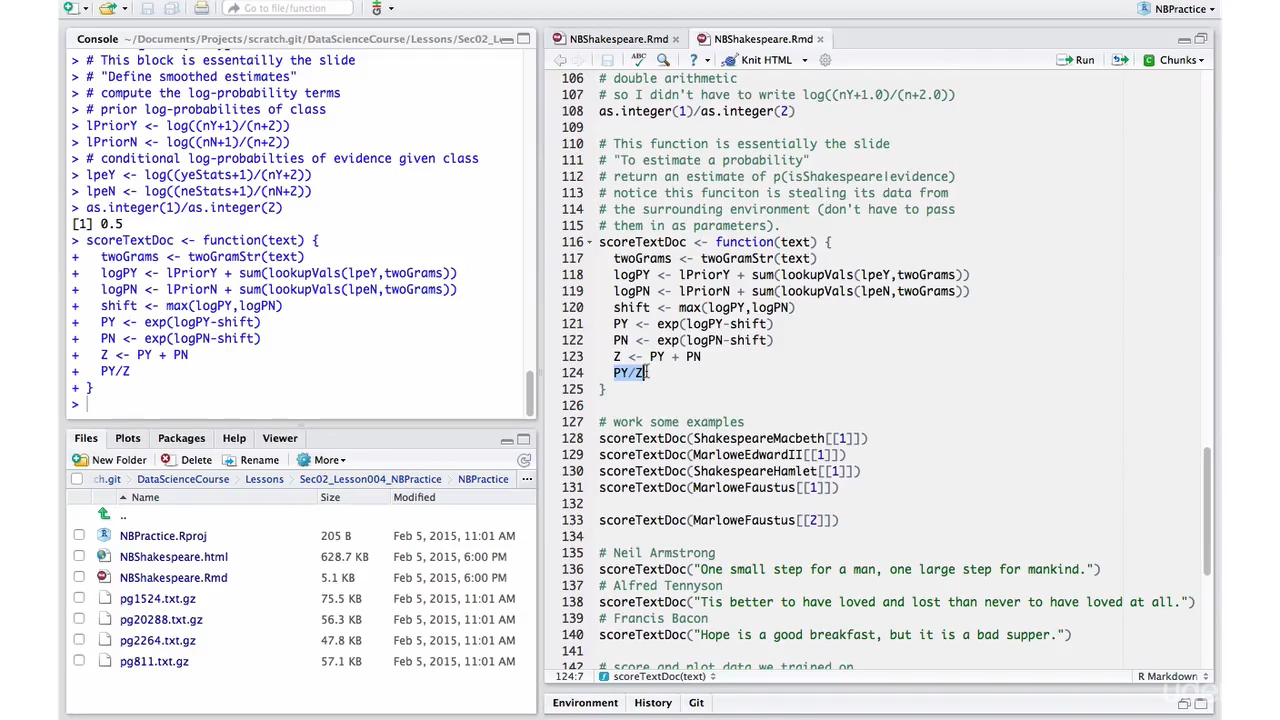 Go to file/function
NBPractice
Console ~/Documents/Projects/scratch.git/DataScienceCourse/Lessons/Sec02_L
> # This block is essentailly the slide
> # "Define smoothed estimates"
> # compute the log-probability terms
> # prior log-probabilites of class
> lPriorY <- log((nY+1)/(n+2))
> lPriorN <- log((nN+1)/(n+2))
> # conditional log-probabilties of evidence given class
> lpeY <- log((yeStats+1)/(nY+2))
> lpeN <- log((neStats+1)/(nN+2))
> as.integer(1)/as.integer(2)
[1] 0.5
> scoreTextDoc <- function(text) {
+ twoGrams <- twoGramStr(text)
+ logPY <- lPriorY + sum(lookupVals(lpeY,twoGrams))
+ logPN <- lPriorN + sum(lookupVals(lpeN,twoGrams))
+ shift <- max(logPY,logPN)
+ PY <- exp(logPY-shift)
+ PN <- exp(logPN-shift)
+ Z <- PY + PN
+ PY/Z
+ }
>
Files Plots Packages Help Viewer
New Folder Delete Rename More
ch.git DataScienceCourse Lessons Sec02_Lesson004_NBPractice NBPractice ...
Name Size Modified
..
NBPractice.Rproj 205 B Feb 5, 2015, 11:01 AM
NBShakespeare.html 628.7 KB Feb 5, 2015, 6:00 PM
NBShakespeare.Rmd 5.1 KB Feb 5, 2015, 6:00 PM
pg1524.txt.gz 75.5 KB Feb 5, 2015, 11:01 AM
pg20288.txt.gz 56.3 KB Feb 5, 2015, 11:01 AM
pg2264.txt.gz 47.8 KB Feb 5, 2015, 11:01 AM
pg811.txt.gz 57.1 KB Feb 5, 2015, 11:01 AM
NBShakespeare.Rmd NBShakespeare.Rmd
ABC ? Knit HTML Run Chunks
106 # double arithmetic
107 # so I didn't have to write log((nY+1.0)/(n+2.0))
108 as.integer(1)/as.integer(2)
109
110 # This function is essentially the slide
111 # "To estimate a probability"
112 # return an estimate of p(isShakespeare|evidence)
113 # notice this funciton is stealing its data from
114 # the surrounding environment (don't have to pass
115 # them in as parameters).
116 scoreTextDoc <- function(text) {
117 twoGrams <- twoGramStr(text)
118 logPY <- lPriorY + sum(lookupVals(lpeY,twoGrams))
119 logPN <- lPriorN + sum(lookupVals(lpeN,twoGrams))
120 shift <- max(logPY,logPN)
121 PY <- exp(logPY-shift)
122 PN <- exp(logPN-shift)
123 Z <- PY + PN
124 PY/Z
125 }
126
127 # work some examples
128 scoreTextDoc(ShakespeareMacbeth[[1]])
129 scoreTextDoc(MarloweEdwardII[[1]])
130 scoreTextDoc(ShakespeareHamlet[[1]])
131 scoreTextDoc(MarloweFaustus[[1]])
132
133 scoreTextDoc(MarloweFaustus[[2]])
134
135 # Neil Armstrong
136 scoreTextDoc("One small step for a man, one large step for mankind.")
137 # Alfred Tennyson
138 scoreTextDoc("Tis better to have loved and lost than never to have loved at all.")
139 # Francis Bacon
140 scoreTextDoc("Hope is a good breakfast, but it is a bad supper.")
141
142 # score and plot data we trained on
124:7 scoreTextDoc(text) R Markdown
Environment History Git